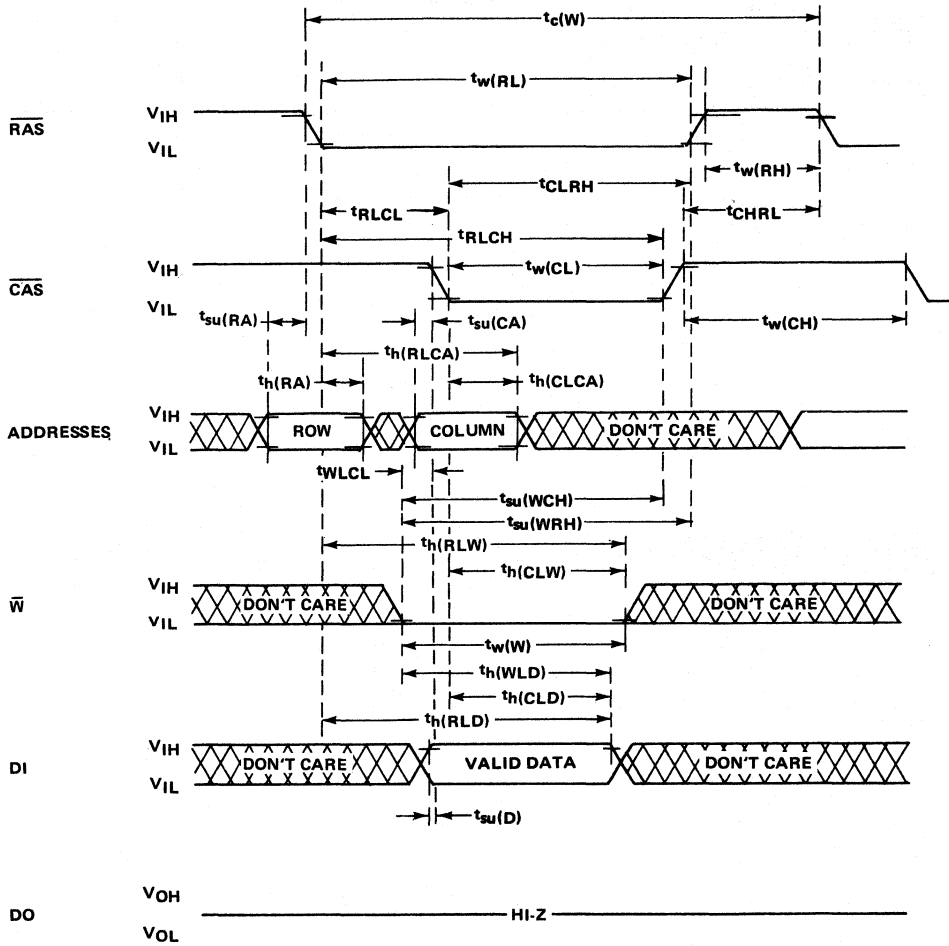 tc(W)
tw(RL)
RAS
VIH
VIL
tw(RH)
tCLRH
tRLCL
tCHRL
tRLCH
CAS
VIH
VIL
tw(CL)
tsu(RA)
tsu(CA)
tw(CH)
th(RLCA)
th(RA)
th(CLCA)
ADDRESSES
VIH
VIL
ROW
COLUMN
DON'T CARE
tWLCL
tsu(WCH)
tsu(WRH)
th(RLW)
th(CLW)
W
VIH
VIL
DON'T CARE
DON'T CARE
tw(W)
th(WLD)
th(CLD)
th(RLD)
DI
VIH
VIL
DON'T CARE
VALID DATA
DON'T CARE
tsu(D)
DO
VOH
VOL
HI-Z